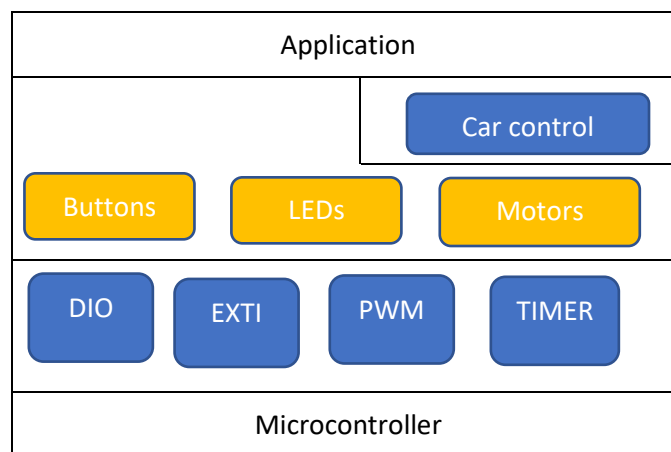 Application
Car control
Buttons
LEDs
Motors
DIO
EXTI
PWM
TIMER
Microcontroller